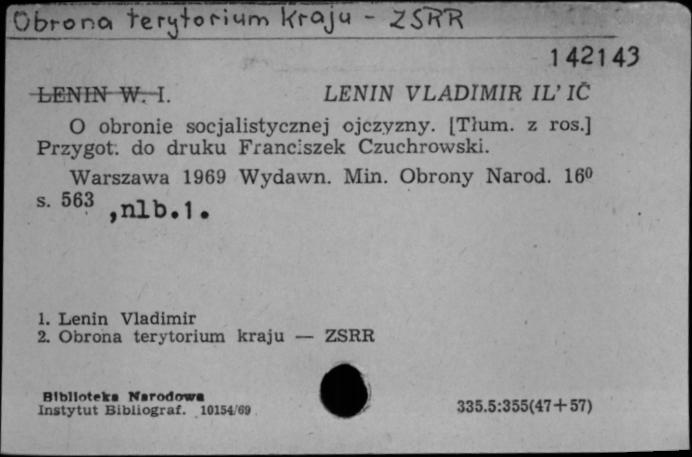 Obrona terytorium Kraju - ZSRR
142143
LENIN W. I. LENIN VLADIMIR IL' IČ
O obronie socjalistycznej ojczyzny. [Tłum. z ros.]
Przygot. do druku Franciszek Czuchrowski.
Warszawa 1969 Wydawn. Min. Obrony Narod. 16⁰
s. 563 ,nlb.1.
1. Lenin Vladimir
2. Obrona terytorium kraju — ZSRR
Biblioteka Narodowa
Instytut Bibliograf. 10154/69
335.5:355(47+57)